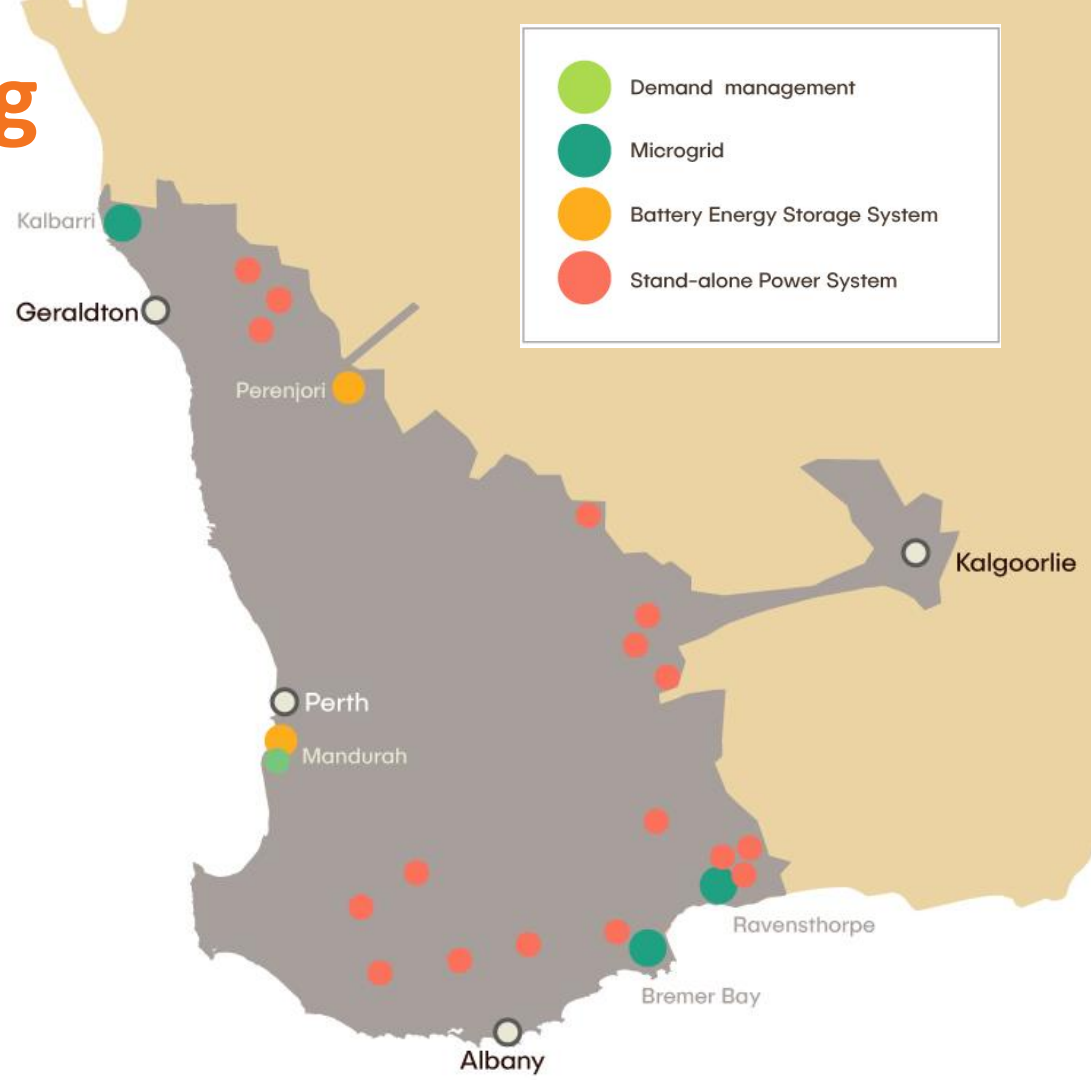 g
Demand management
Microgrid
Battery Energy Storage System
Stand-alone Power System
Kalbarri
Geraldton
Perenjori
Kalgoorlie
Perth
Mandurah
Ravensthorpe
Bremer Bay
Albany